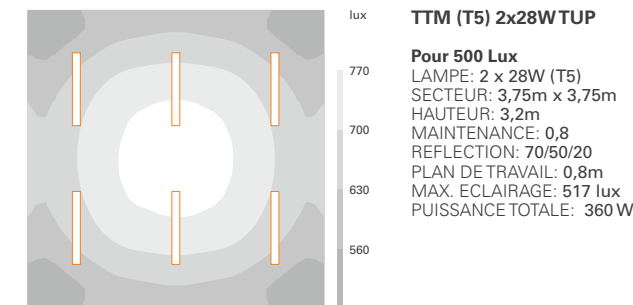 lux
770
700
630
560
TTM (T5) 2x28W TUP
Pour 500 Lux
LAMPE: 2 x 28W (T5)
SECTEUR: 3,75m x 3,75m
HAUTEUR: 3,2m
MAINTENANCE: 0,8
REFLECTION: 70/50/20
PLAN DE TRAVAIL: 0,8m
MAX. ECLAIRAGE: 517 lux
PUISSANCE TOTALE: 360 W